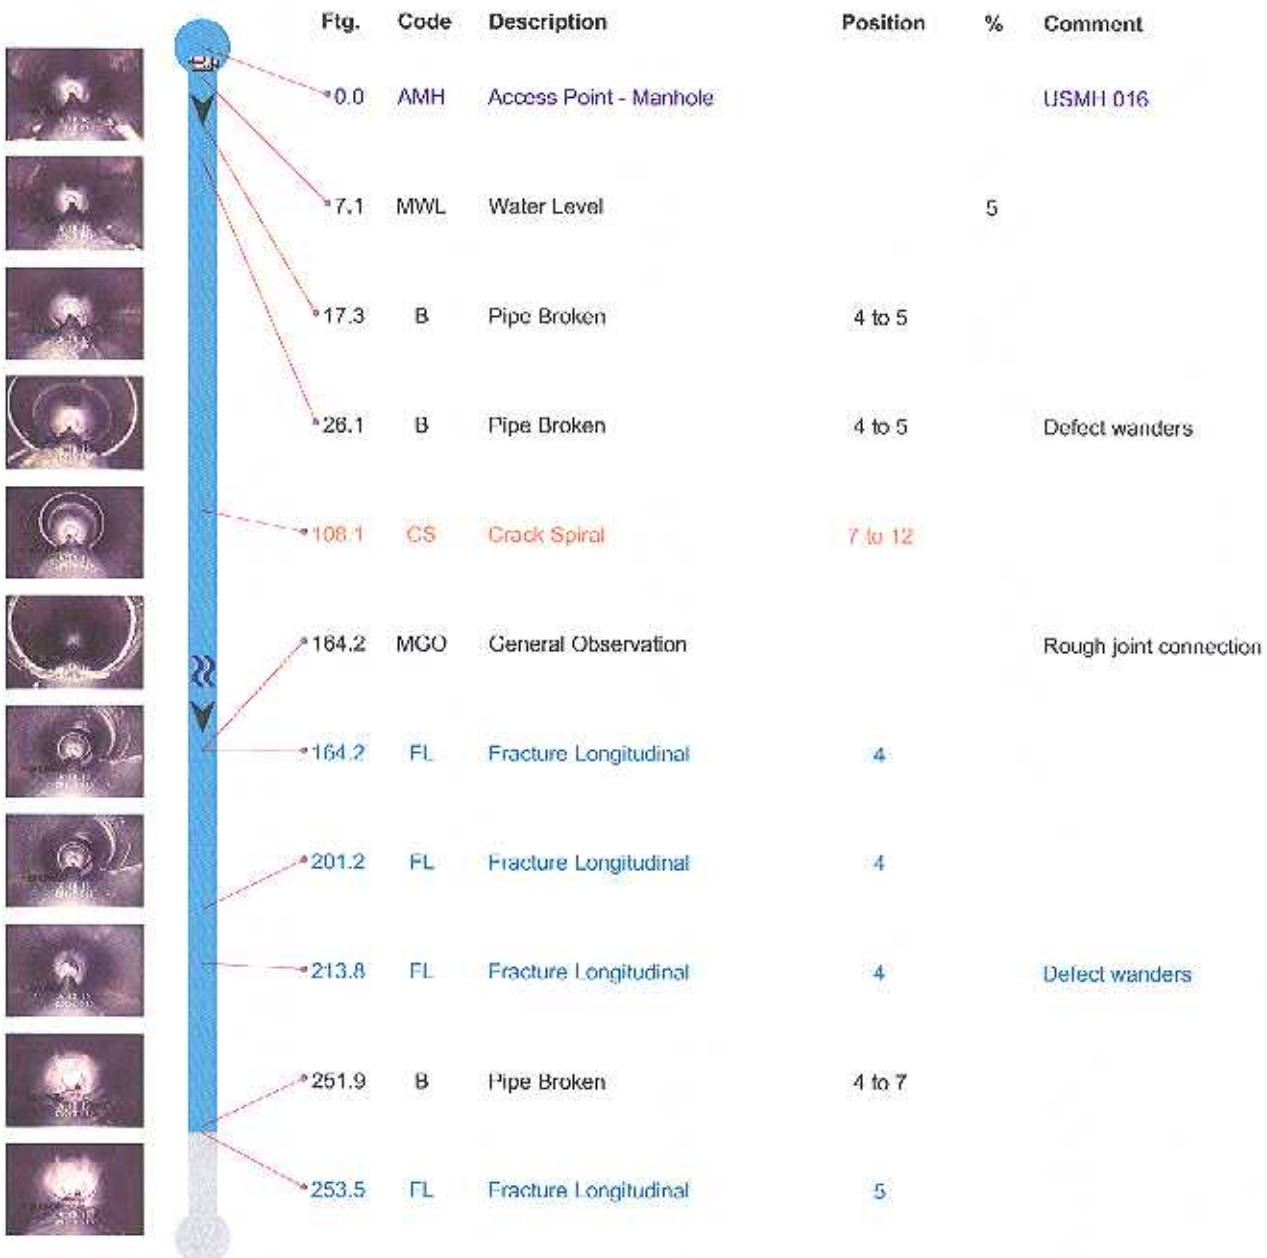 Ftg. Code Description Position % Comment
0.0 AMH Access Point - Manhole USMH 016
7.1 MWL Water Level 5
17.3 B Pipe Broken 4 to 5
26.1 B Pipe Broken 4 to 5 Defect wanders
108.1 CS Crack Spiral 7 to 12
164.2 MGO General Observation Rough joint connection
164.2 FL Fracture Longitudinal 4
201.2 FL Fracture Longitudinal 4
213.8 FL Fracture Longitudinal 4 Defect wanders
251.9 B Pipe Broken 4 to 7
253.5 FL Fracture Longitudinal 5